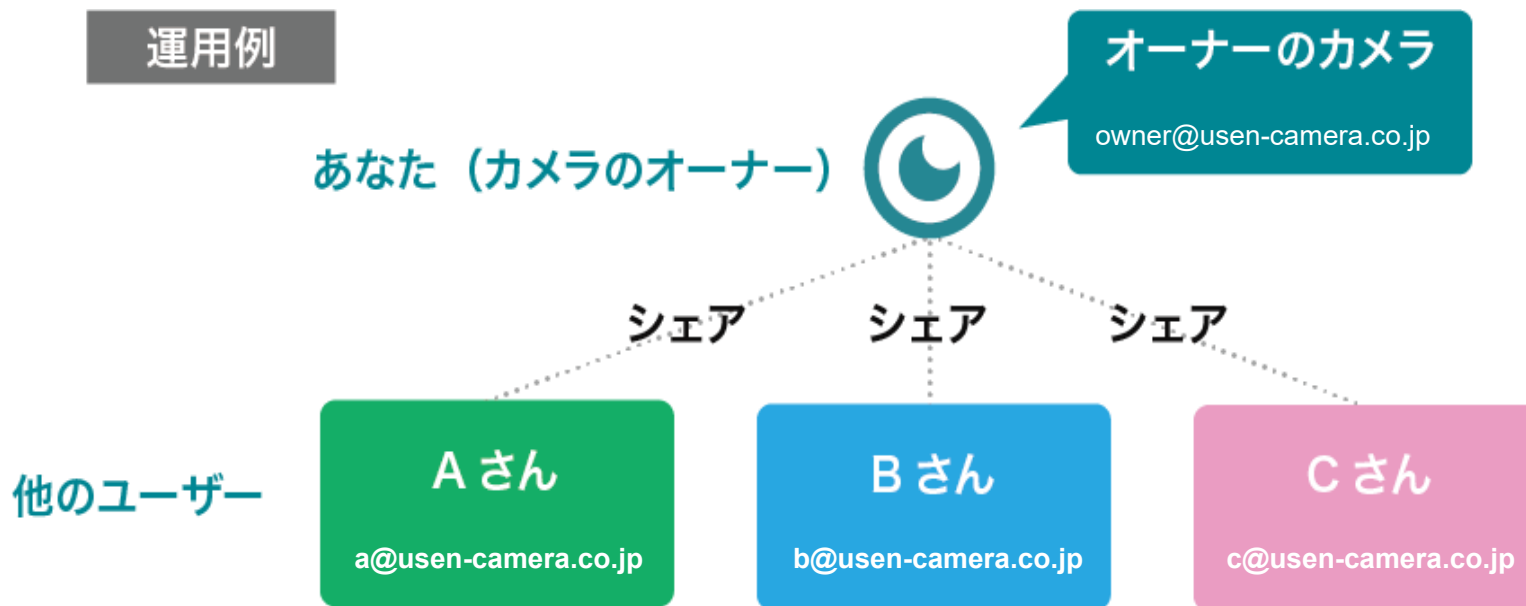 運用例
オーナーのカメラ
owner@usen-camera.co.jp
あなた（カメラのオーナー）
シェア
シェア
シェア
他のユーザー
A さん
a@usen-camera.co.jp
B さん
b@usen-camera.co.jp
C さん
c@usen-camera.co.jp